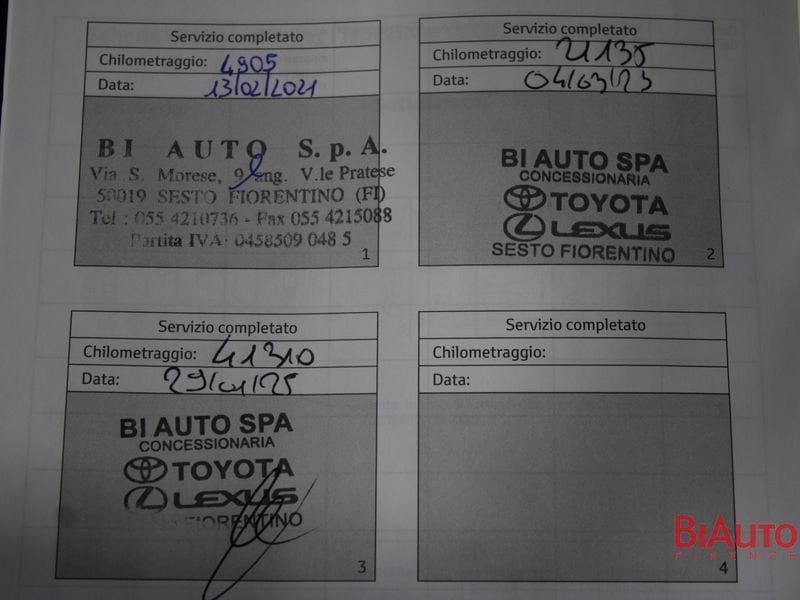 Servizio completato
Chilometraggio: 4905
Data: 13/02/2021
BI AUTO S.p.A.
Via S. Morese, 9 ang. V.le Pratese
50019 SESTO FIORENTINO (FI)
Tel : 055 4210736 - Fax 055 4215088
Partita IVA: 0458509 048 5
1
Servizio completato
Chilometraggio: 21135
Data: 04/03/23
BI AUTO SPA
CONCESSIONARIA
TOYOTA
LEXUS
SESTO FIORENTINO
2
Servizio completato
Chilometraggio: 41310
Data: 29/01/25
BI AUTO SPA
CONCESSIONARIA
TOYOTA
LEXUS
FIORENTINO
3
Servizio completato
Chilometraggio:
Data:
4
BIAUTO
FIRENZE